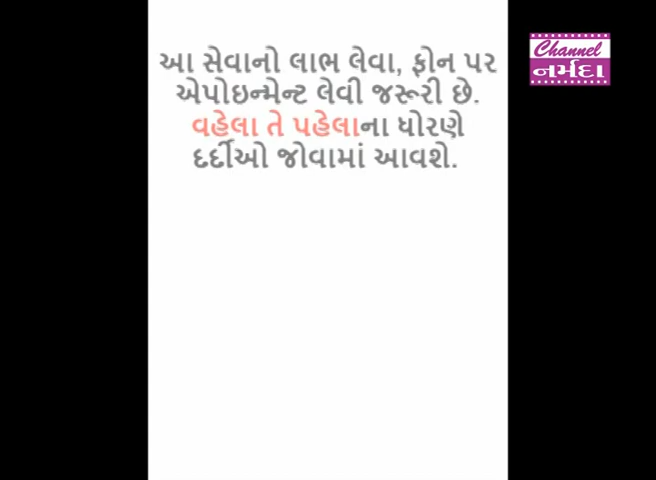 આ સેવાનો લાભ લેવા, ફોન પર
એપોઇન્મેન્ટ લેવી જરૂરી છે.
વહેલા તે પહેલાના ધોરણે
દર્દીઓ જોવામાં આવશે.
Channel
નર્મદા